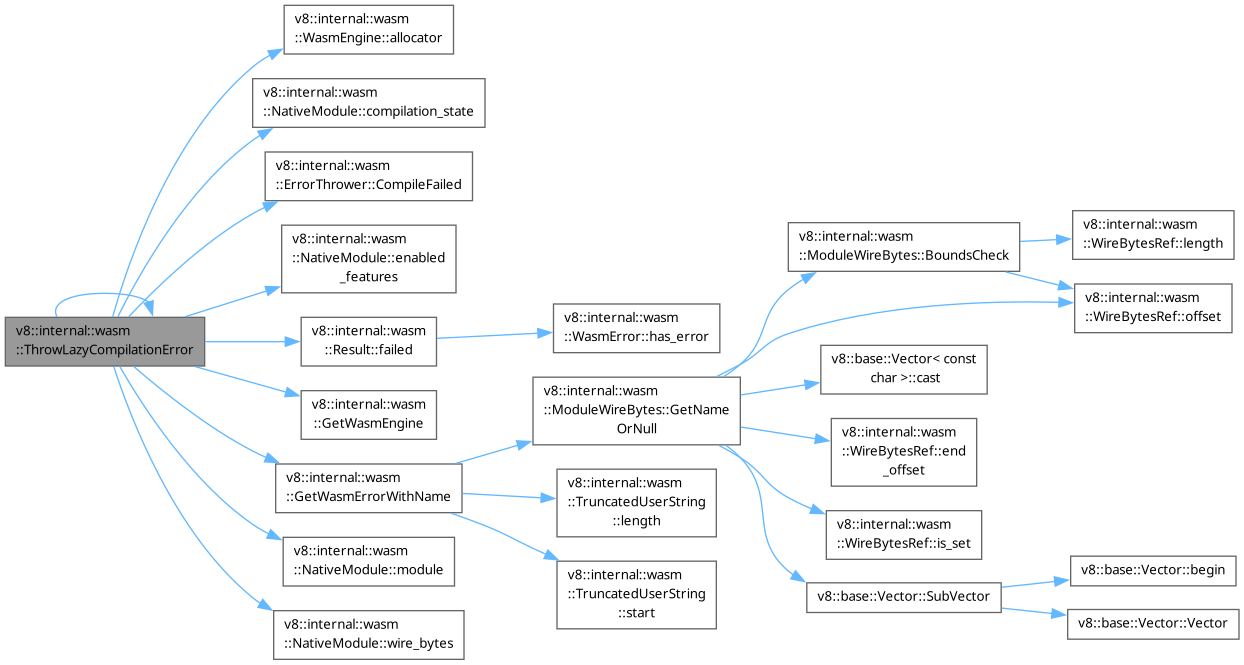 v8::internal::wasm
::ThrowLazyCompilationError
v8::internal::wasm
::WasmEngine::allocator
v8::internal::wasm
::NativeModule::compilation_state
v8::internal::wasm
::ErrorThrower::CompileFailed
v8::internal::wasm
::NativeModule::enabled
_features
v8::internal::wasm
::Result::failed
v8::internal::wasm
::GetWasmEngine
v8::internal::wasm
::GetWasmErrorWithName
v8::internal::wasm
::NativeModule::module
v8::internal::wasm
::NativeModule::wire_bytes
v8::internal::wasm
::WasmError::has_error
v8::internal::wasm
::ModuleWireBytes::GetName
OrNull
v8::internal::wasm
::TruncatedUserString
::length
v8::internal::wasm
::TruncatedUserString
::start
v8::internal::wasm
::ModuleWireBytes::BoundsCheck
v8::base::Vector< const
char >::cast
v8::internal::wasm
::WireBytesRef::end
_offset
v8::internal::wasm
::WireBytesRef::is_set
v8::base::Vector::SubVector
v8::internal::wasm
::WireBytesRef::length
v8::internal::wasm
::WireBytesRef::offset
v8::base::Vector::begin
v8::base::Vector::Vector